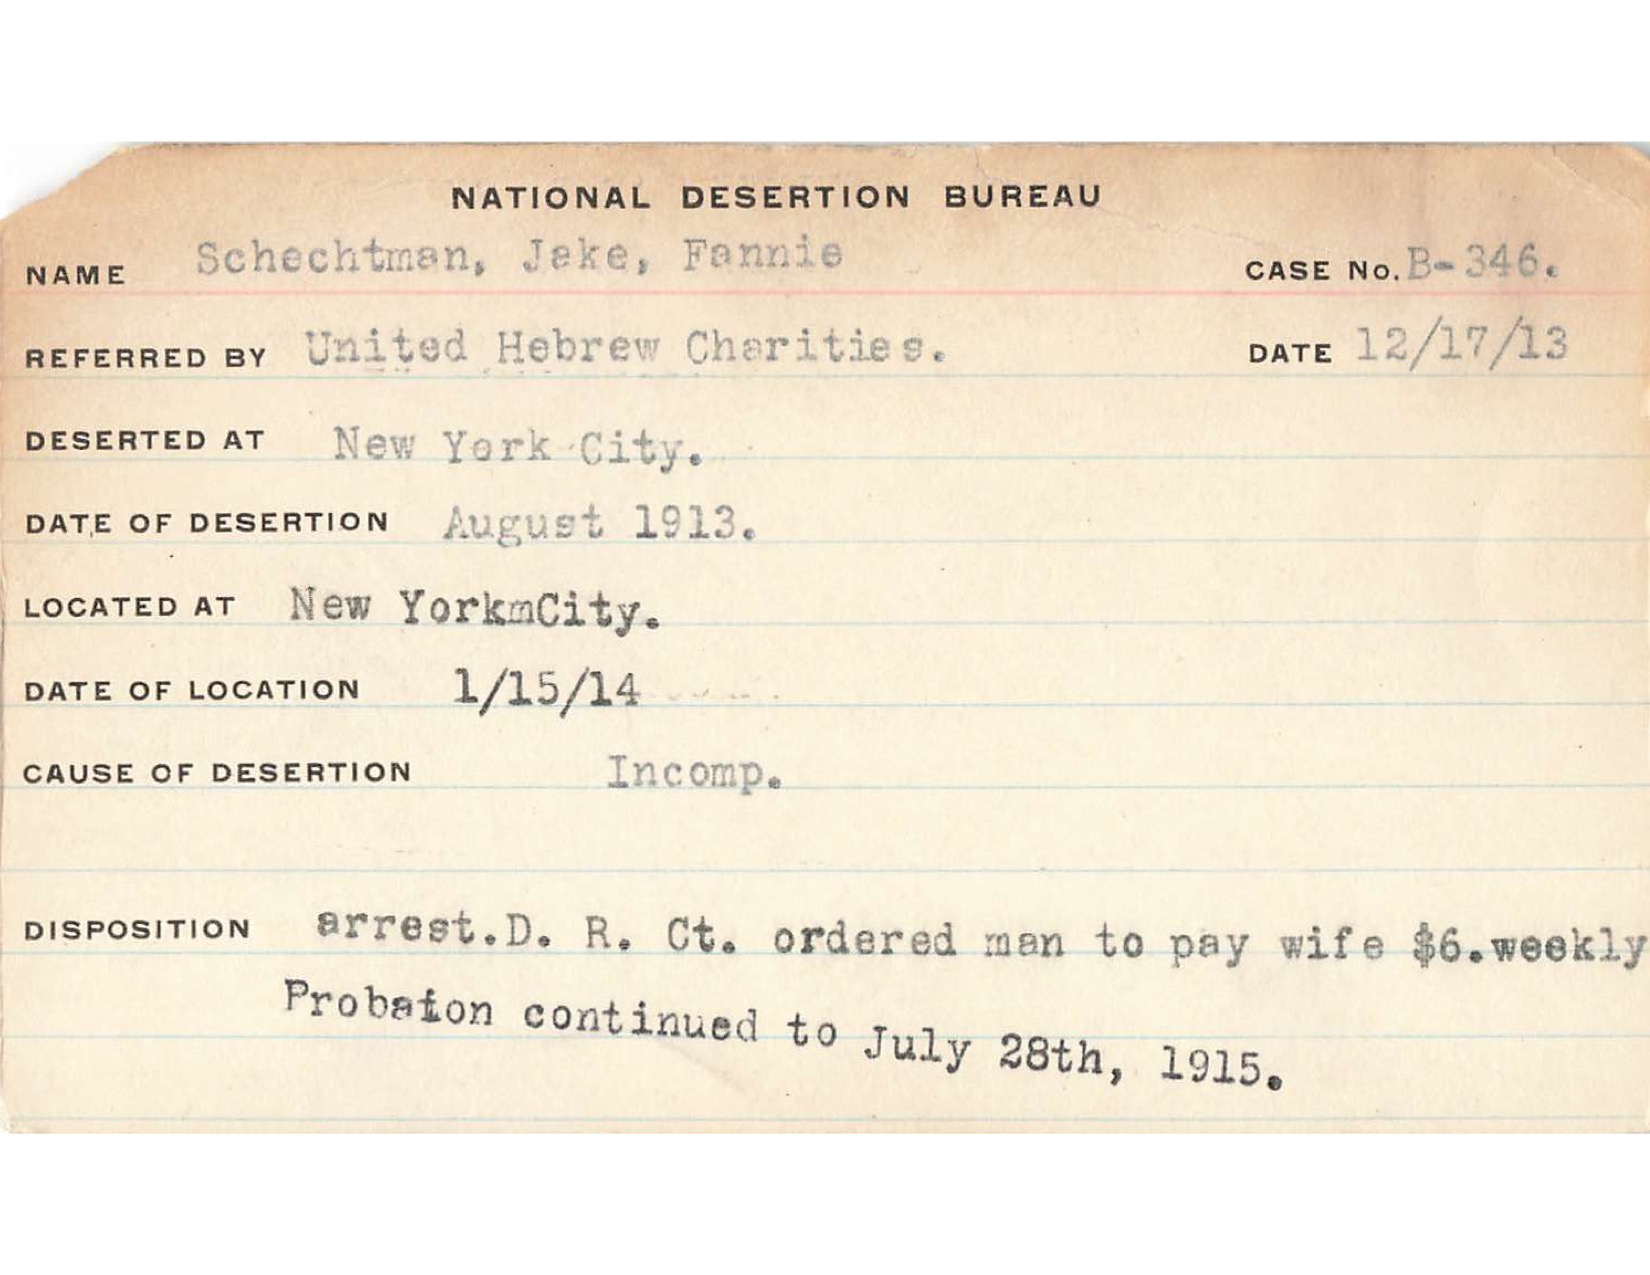 NATIONAL DESERTION BUREAU
NAME Schechtman, Jake, Fannie CASE No. B-346.
REFERRED BY United Hebrew Charities. DATE 12/17/13
DESERTED AT New York City.
DATE OF DESERTION August 1913.
LOCATED AT New YorkmCity.
DATE OF LOCATION 1/15/14
CAUSE OF DESERTION Incomp.
DISPOSITION arrest.D. R. Ct. ordered man to pay wife $6.weekly
Probaion continued to July 28th, 1915.